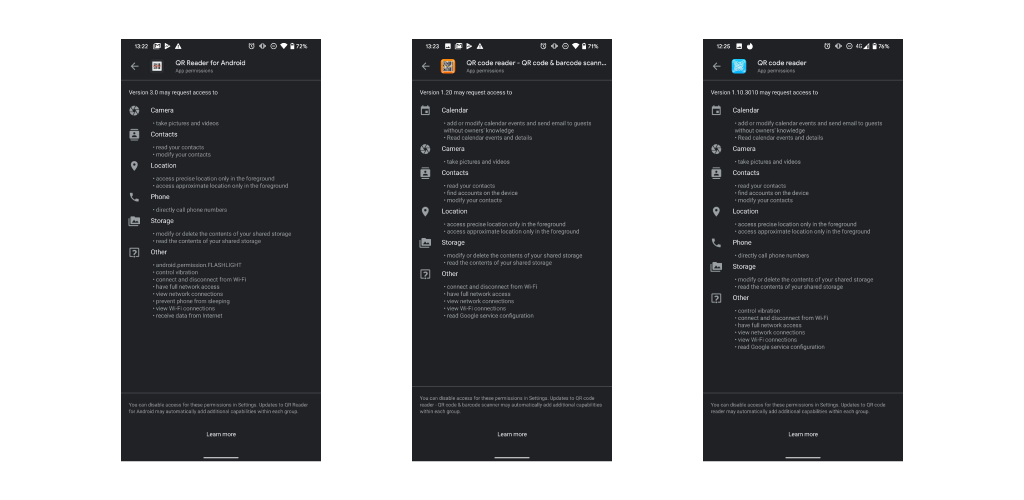 13:22
72%
QR Reader for Android
App permissions
Version 3.0 may request access to
Camera
• take pictures and videos
Contacts
• read your contacts
• modify your contacts
Location
• access precise location only in the foreground
• access approximate location only in the foreground
Phone
• directly call phone numbers
Storage
• modify or delete the contents of your shared storage
• read the contents of your shared storage
Other
• android.permission.FLASHLIGHT
• control vibration
• connect and disconnect from Wi-Fi
• have full network access
• view network connections
• prevent phone from sleeping
• view Wi-Fi connections
• receive data from Internet
You can disable access for these permissions in Settings. Updates to QR Reader
for Android may automatically add additional capabilities within each group.
Learn more
13:23
71%
QR code reader - QR code & barcode scann...
App permissions
Version 1.20 may request access to
Calendar
• add or modify calendar events and send email to guests
without owners' knowledge
• Read calendar events and details
Camera
• take pictures and videos
Contacts
• read your contacts
• find accounts on the device
• modify your contacts
Location
• access precise location only in the foreground
• access approximate location only in the foreground
Storage
• modify or delete the contents of your shared storage
• read the contents of your shared storage
Other
• connect and disconnect from Wi-Fi
• have full network access
• view network connections
• view Wi-Fi connections
• read Google service configuration
You can disable access for these permissions in Settings. Updates to QR code
reader - QR code & barcode scanner may automatically add additional capabilities
within each group.
Learn more
12:25
4G
76%
QR code reader
App permissions
Version 1.10 3010 may request access to
Calendar
• add or modify calendar events and send email to guests
without owners' knowledge
• Read calendar events and details
Camera
• take pictures and videos
Contacts
• read your contacts
• find accounts on the device
• modify your contacts
Location
• access precise location only in the foreground
• access approximate location only in the foreground
Phone
• directly call phone numbers
Storage
• modify or delete the contents of your shared storage
• read the contents of your shared storage
Other
• control vibration
• connect and disconnect from Wi-Fi
• have full network access
• view network connections
• view Wi-Fi connections
• read Google service configuration
You can disable access for these permissions in Settings. Updates to QR code
reader may automatically add additional capabilities within each group.
Learn more